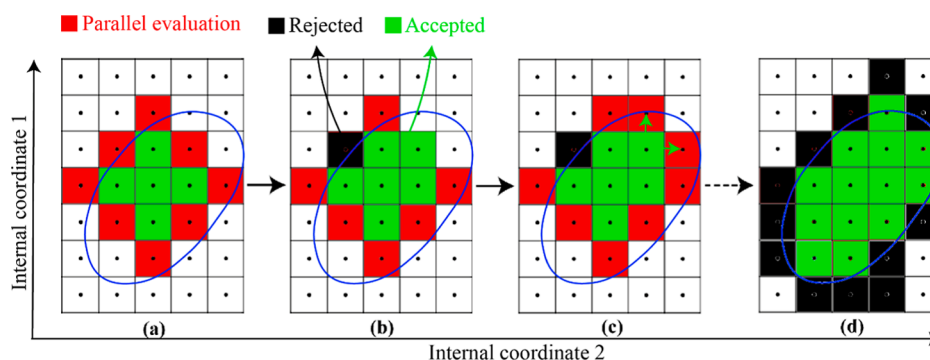 Parallel evaluation Rejected Accepted
Internal coordinate 1
(a) (b) (c) (d)
Internal coordinate 2